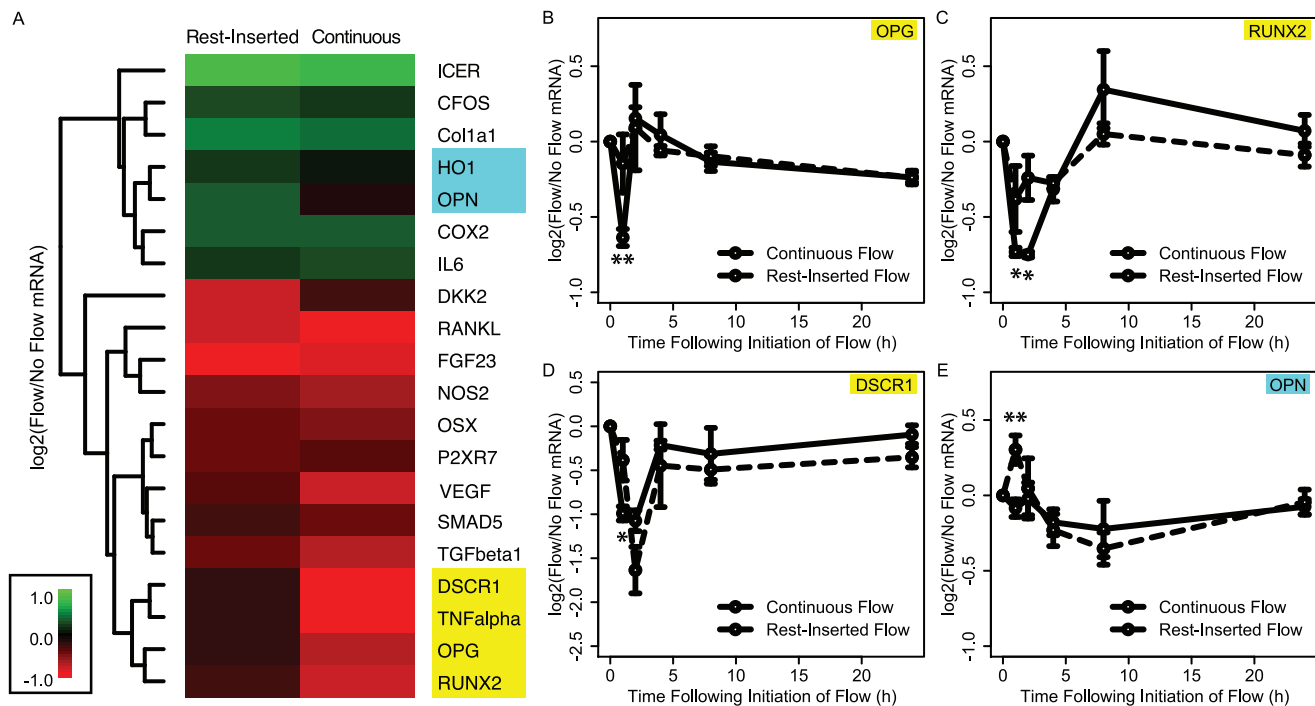 A
Rest-Inserted Continuous
log2(Flow/No Flow mRNA)
ICER
CFOS
Col1a1
HO1
OPN
COX2
IL6
DKK2
RANKL
FGF23
NOS2
OSX
P2XR7
VEGF
SMAD5
TGFbeta1
DSCR1
TNFalpha
OPG
RUNX2
1.0
0.0
-1.0
B
OPG
log2(Flow/No Flow mRNA)
0.5
0.0
-0.5
-1.0
**
Continuous Flow
Rest-Inserted Flow
0 5 10 15 20
Time Following Initiation of Flow (h)
C
RUNX2
log2(Flow/No Flow mRNA)
0.5
0.0
-0.5
-1.0
* *
Continuous Flow
Rest-Inserted Flow
0 5 10 15 20
Time Following Initiation of Flow (h)
D
DSCR1
log2(Flow/No Flow mRNA)
0.5
0.0
-0.5
-1.0
-1.5
-2.0
-2.5
*
Continuous Flow
Rest-Inserted Flow
0 5 10 15 20
Time Following Initiation of Flow (h)
E
OPN
log2(Flow/No Flow mRNA)
0.5
0.0
-0.5
-1.0
**
Continuous Flow
Rest-Inserted Flow
0 5 10 15 20
Time Following Initiation of Flow (h)